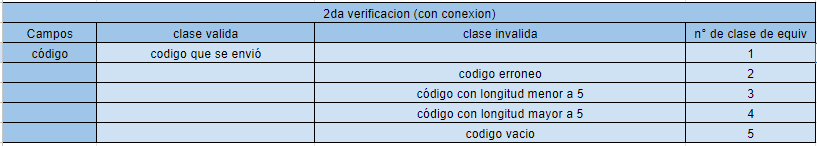 2da verificacion (con conexion)
Campos clase valida clase invalida n° de clase de equiv
código codigo que se envió 1
codigo erroneo 2
código con longitud menor a 5 3
código con longitud mayor a 5 4
codigo vacio 5